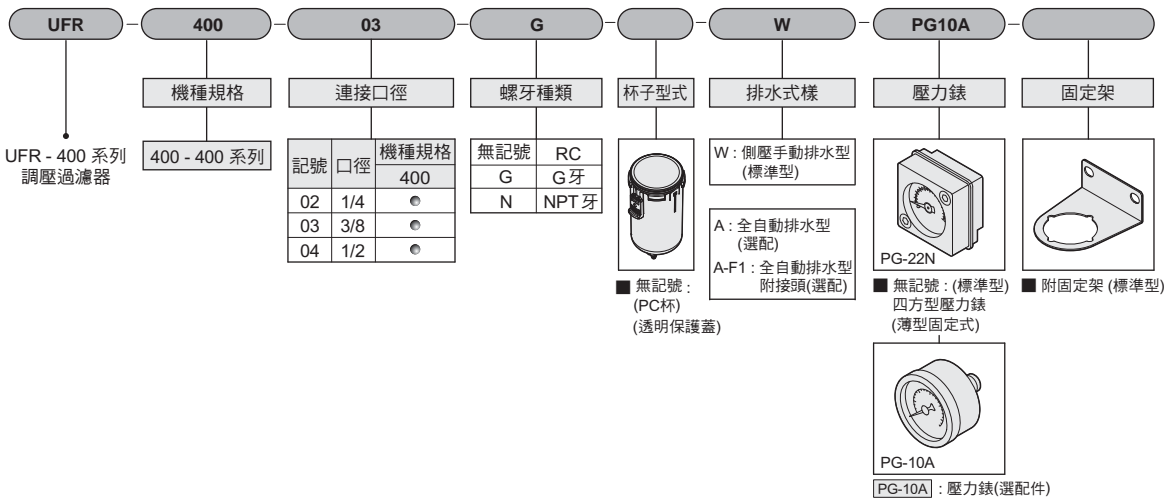 UFR - 400 - 03 - G - - W - PG10A -
機種規格
連接口徑
螺牙種類
杯子型式
排水式樣
壓力錶
固定架
UFR - 400 系列
調壓過濾器
400 - 400 系列
記號 口徑 機種規格
400
02 1/4
03 3/8
04 1/2
無記號 RC
G G牙
N NPT牙
■ 無記號 :
(PC杯)
(透明保護蓋)
W : 側壓手動排水型
(標準型)
A : 全自動排水型
(選配)
A-F1 : 全自動排水型
附接頭(選配)
PG-22N
■ 無記號 : (標準型)
四方型壓力錶
(薄型固定式)
PG-10A
PG-10A : 壓力錶(選配件)
■ 附固定架 (標準型)